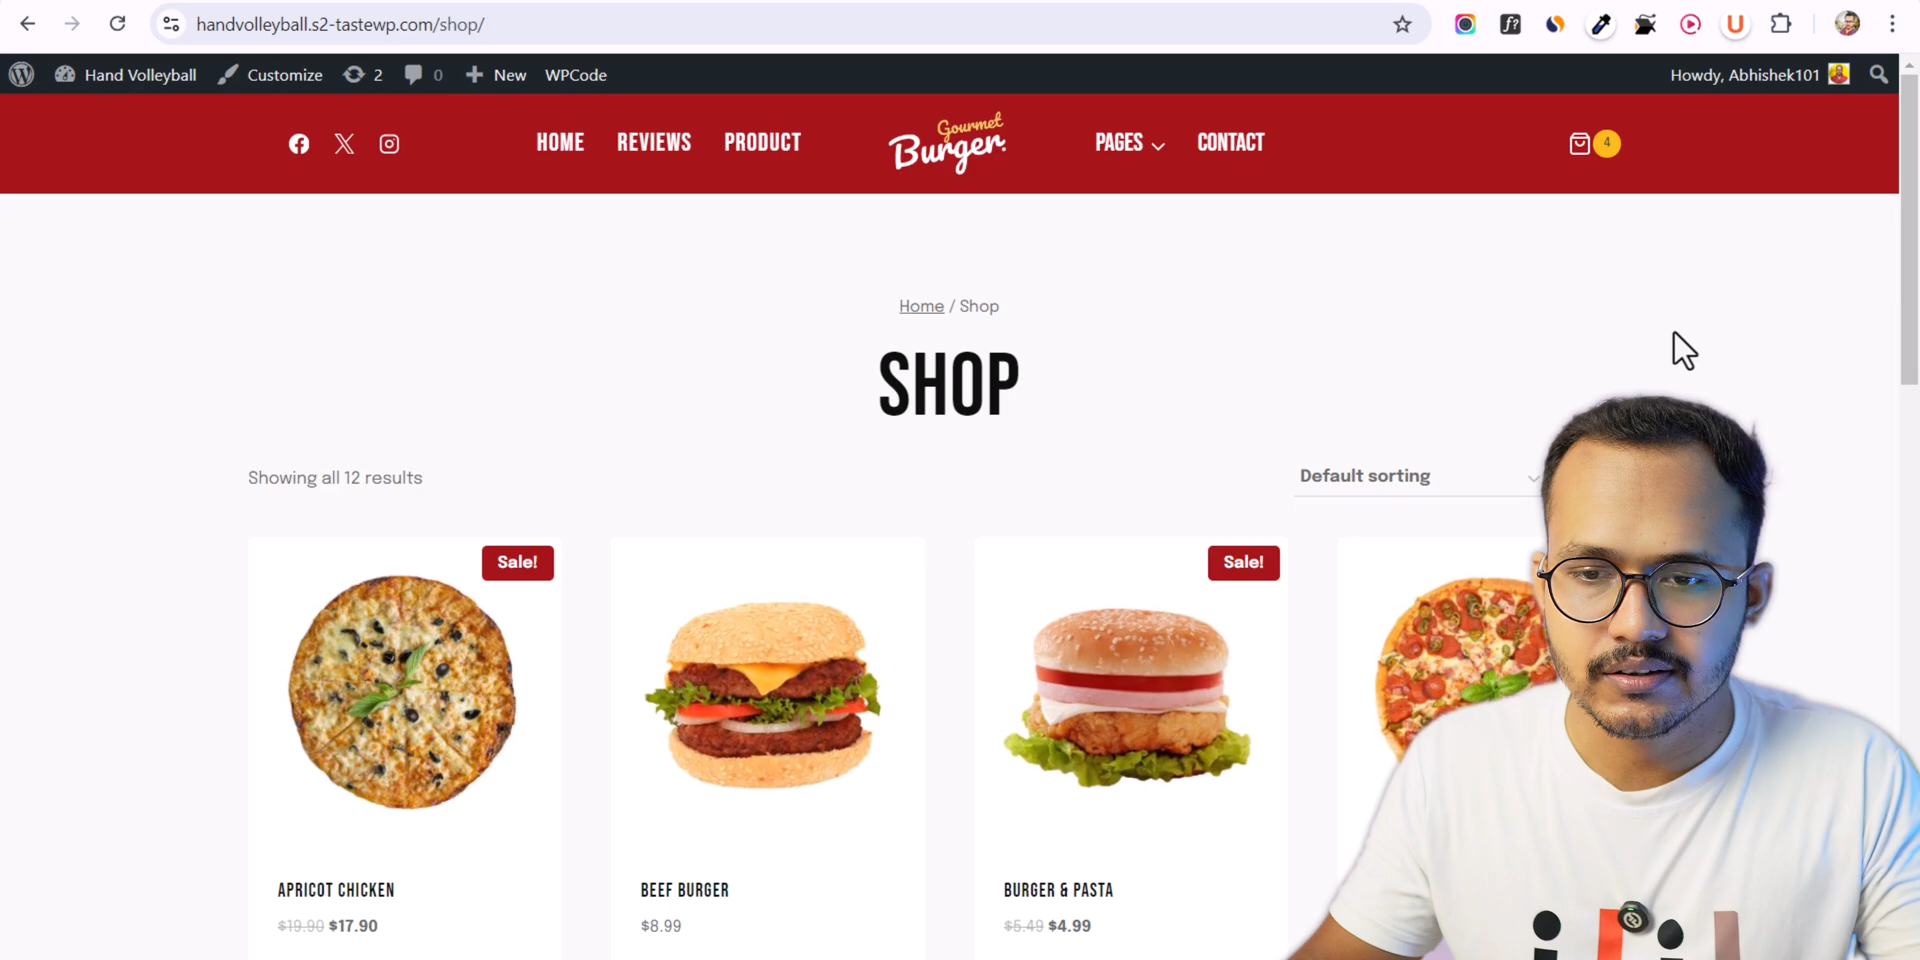 handvolleyball.s2-tastewp.com/shop/
Hand Volleyball Customize 2 0 New WPCode Howdy, Abhishek101
HOME REVIEWS PRODUCT Gourmet Burger. PAGES CONTACT 4
Home / Shop
SHOP
Showing all 12 results Default sorting
Sale! Sale!
APRICOT CHICKEN BEEF BURGER BURGER & PASTA
$19.90 $17.90 $8.99 $5.49 $4.99